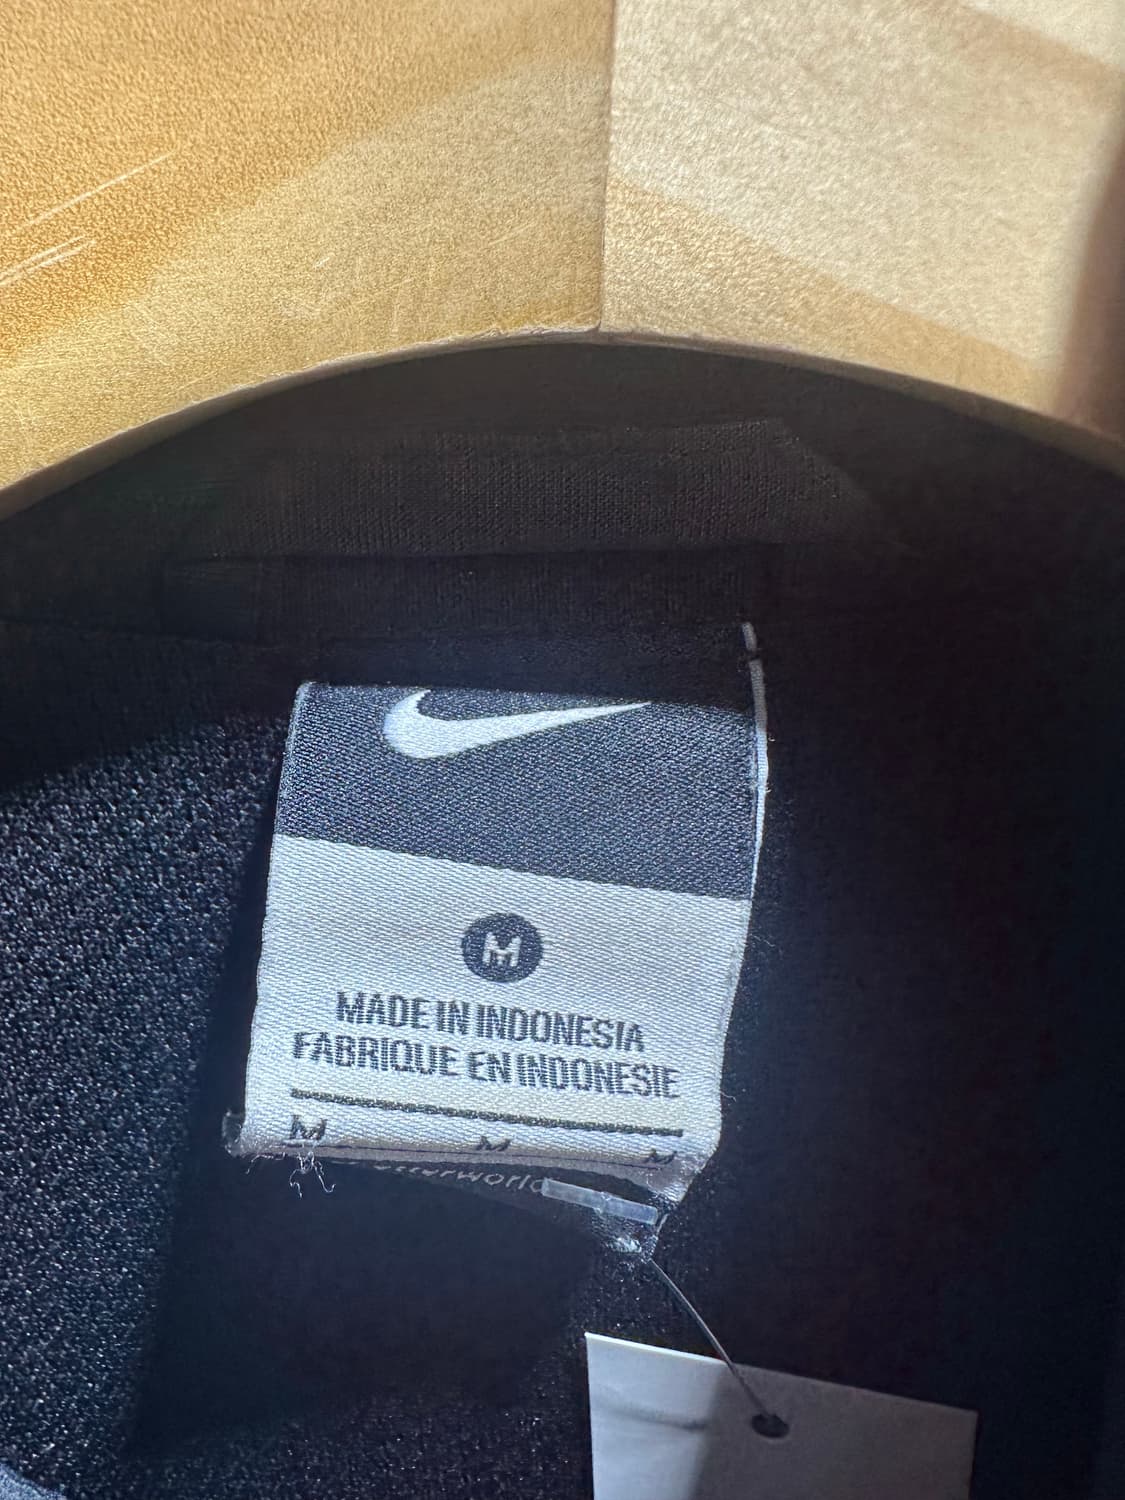 M
MADE IN INDONESIA
FABRIQUE EN INDONESIE
M M M